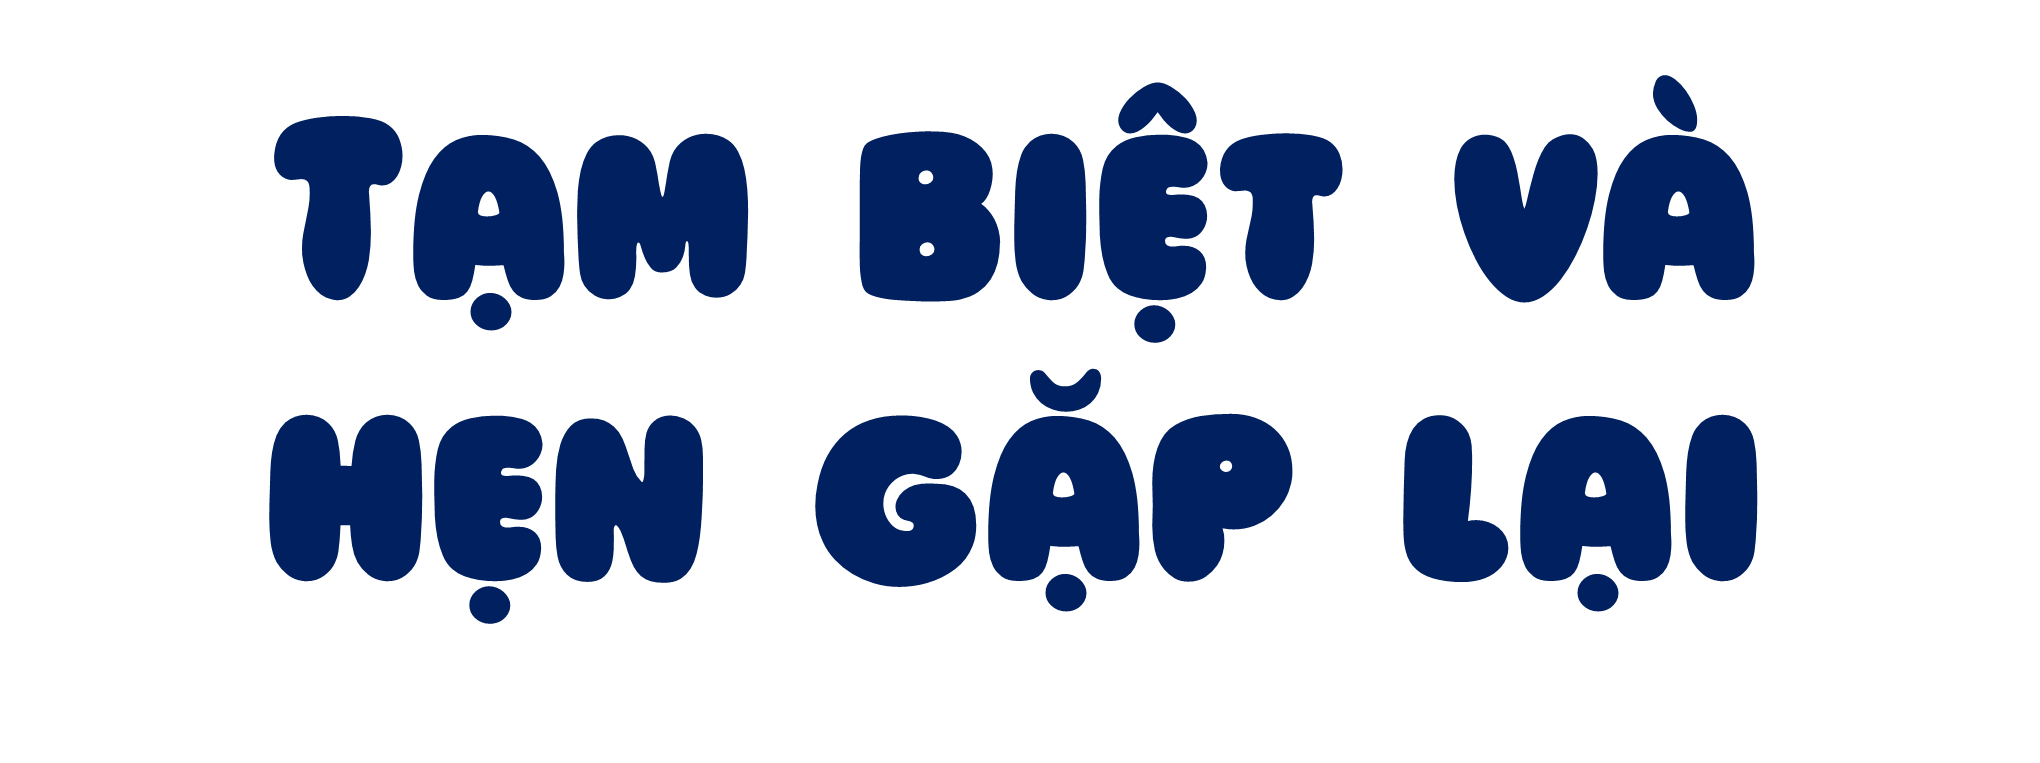 TẠM BIỆT VÀ
HẸN GẶP LẠI